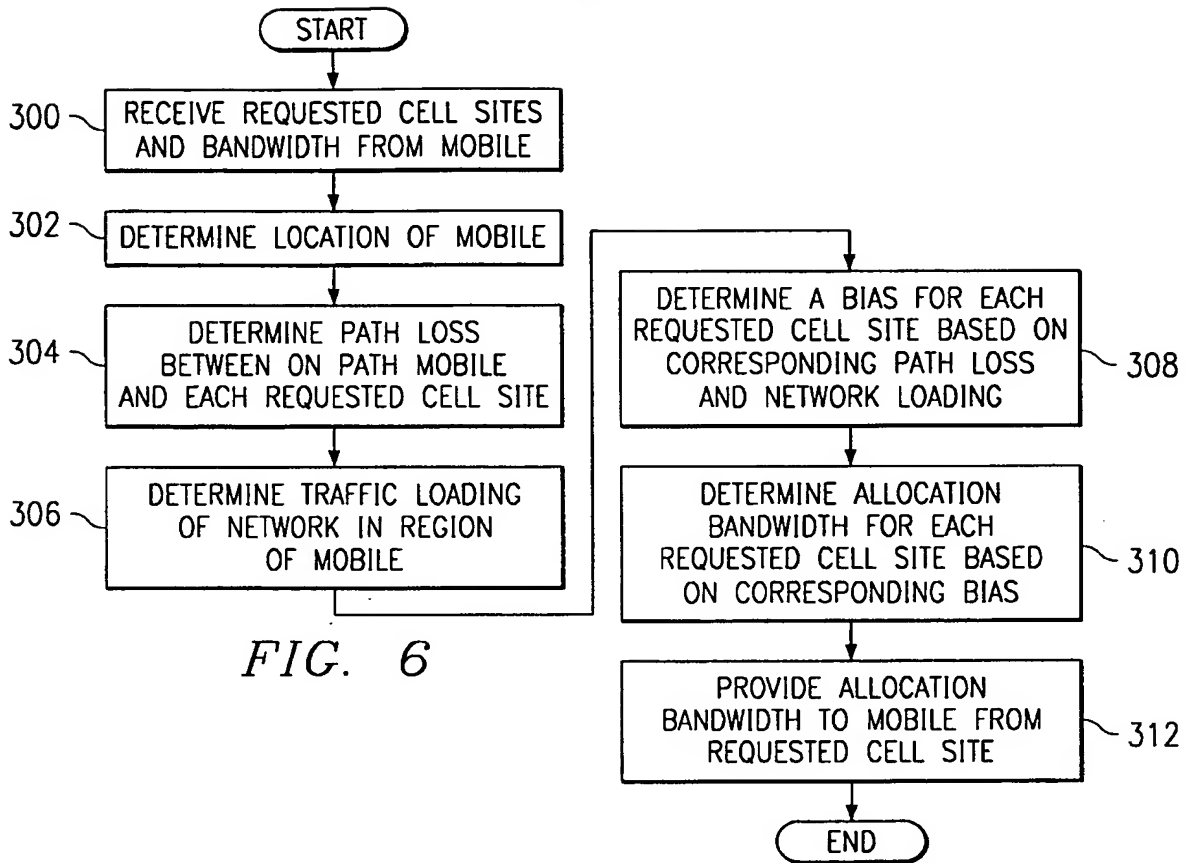 START
300
RECEIVE REQUESTED CELL SITES
AND BANDWIDTH FROM MOBILE
302
DETERMINE LOCATION OF MOBILE
304
DETERMINE PATH LOSS
BETWEEN ON PATH MOBILE
AND EACH REQUESTED CELL SITE
306
DETERMINE TRAFFIC LOADING
OF NETWORK IN REGION
OF MOBILE
DETERMINE A BIAS FOR EACH
REQUESTED CELL SITE BASED ON
CORRESPONDING PATH LOSS
AND NETWORK LOADING
308
DETERMINE ALLOCATION
BANDWIDTH FOR EACH
REQUESTED CELL SITE BASED
ON CORRESPONDING BIAS
310
PROVIDE ALLOCATION
BANDWIDTH TO MOBILE FROM
REQUESTED CELL SITE
312
END
FIG. 6